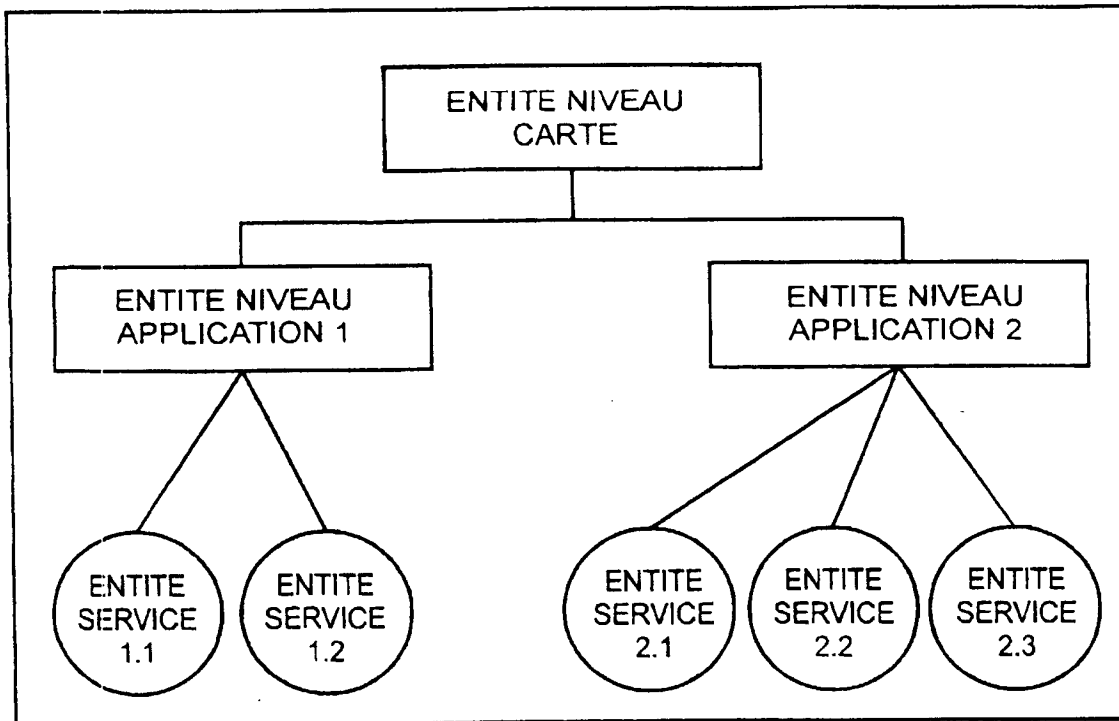 ENTITE NIVEAU
CARTE
ENTITE NIVEAU
APPLICATION 1
ENTITE NIVEAU
APPLICATION 2
ENTITE
SERVICE
1.1
ENTITE
SERVICE
1.2
ENTITE
SERVICE
2.1
ENTITE
SERVICE
2.2
ENTITE
SERVICE
2.3